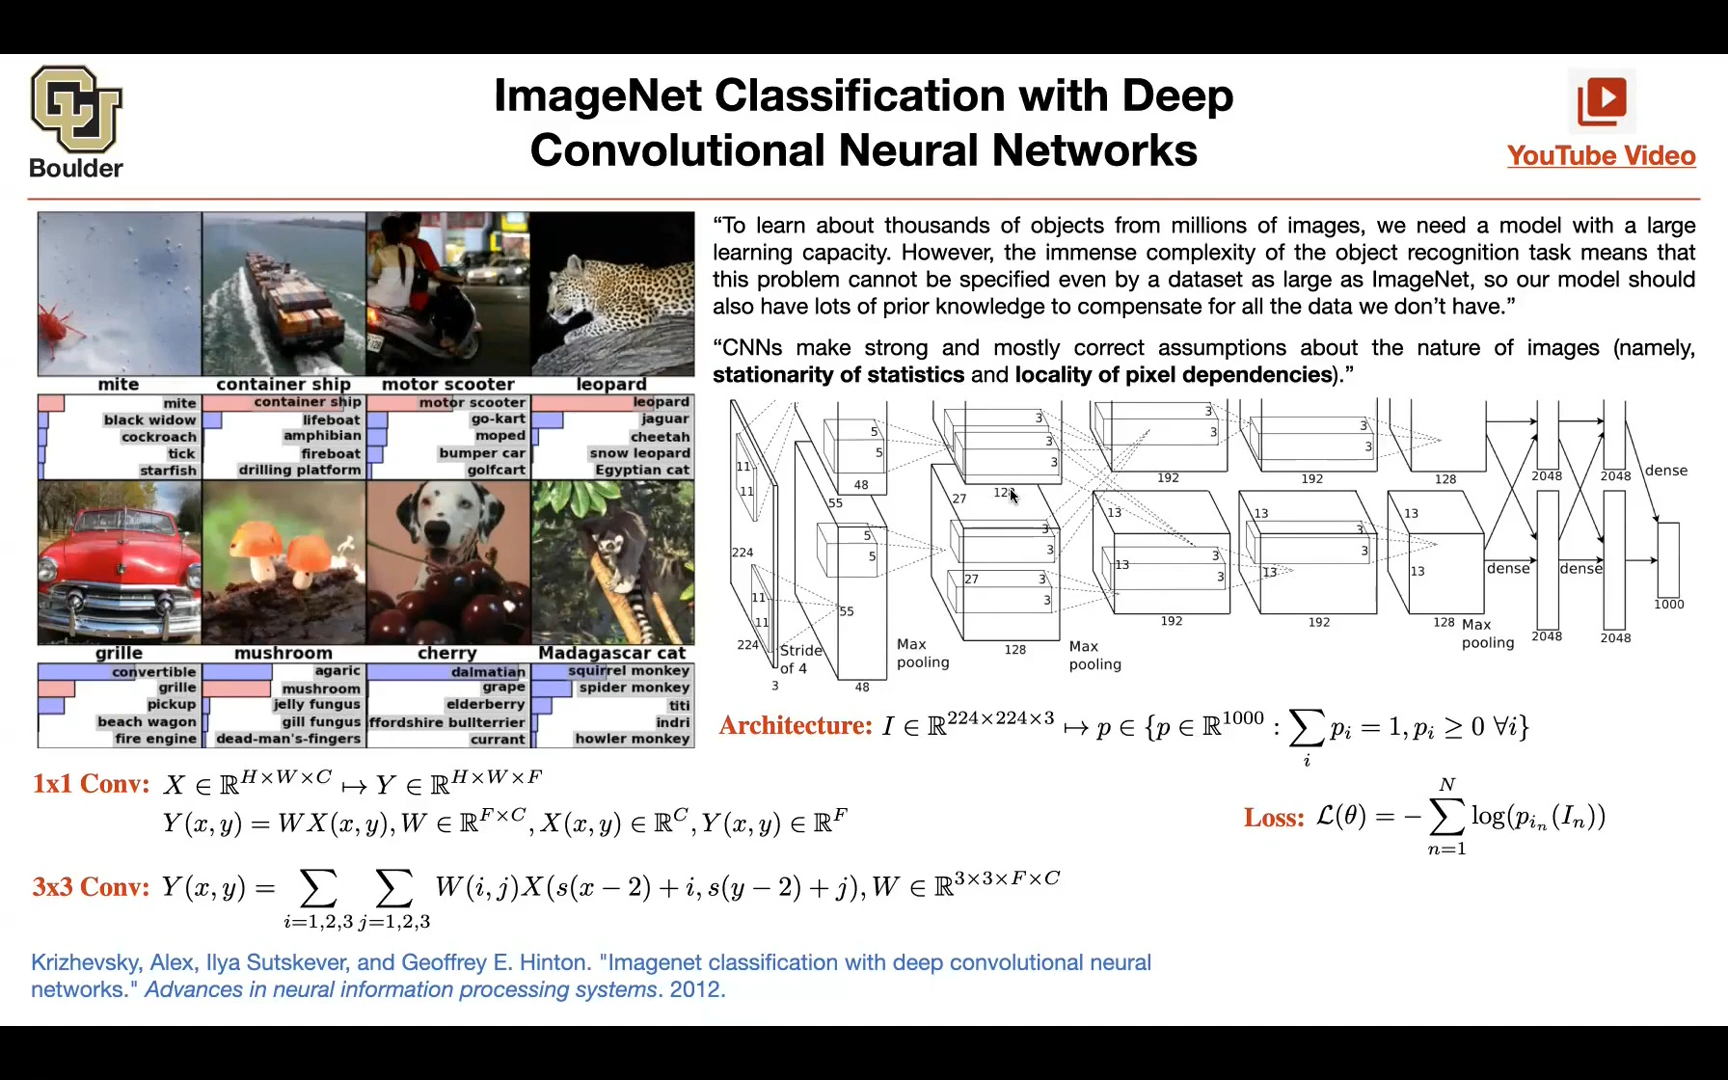 ImageNet Classification with Deep
Convolutional Neural Networks
Boulder
YouTube Video
mite
container ship
motor scooter
leopard
mite
black widow
cockroach
tick
starfish
container ship
lifeboat
amphibian
fireboat
drilling platform
motor scooter
go-kart
moped
bumper car
golfcart
leopard
jaguar
cheetah
snow leopard
Egyptian cat
grille
mushroom
cherry
Madagascar cat
convertible
grille
pickup
beach wagon
fire engine
agaric
mushroom
jelly fungus
gill fungus
dead-man's-fingers
dalmatian
grape
elderberry
ffordshire bullterrier
currant
squirrel monkey
spider monkey
titi
indri
howler monkey
“To learn about thousands of objects from millions of images, we need a model with a large
learning capacity. However, the immense complexity of the object recognition task means that
this problem cannot be specified even by a dataset as large as ImageNet, so our model should
also have lots of prior knowledge to compensate for all the data we don’t have.”
“CNNs make strong and mostly correct assumptions about the nature of images (namely,
stationarity of statistics and locality of pixel dependencies).”
11
11
224
11
11
224
3
Stride
of 4
5
5
48
55
5
5
55
48
Max
pooling
3
3
3
27
3
3
27
3
3
128
Max
pooling
3
3
192
13
3
3
13
192
3
3
192
13
3
3
13
192
128
13
13
128
Max
pooling
2048
2048
dense
dense
dense
2048
2048
1000
Architecture: I ∈ ℝ^{224×224×3} ↦ p ∈ {p ∈ ℝ^{1000} : ∑_i p_i = 1, p_i ≥ 0 ∀i}
1x1 Conv: X ∈ ℝ^{H×W×C} ↦ Y ∈ ℝ^{H×W×F}
Y(x, y) = WX(x, y), W ∈ ℝ^{F×C}, X(x, y) ∈ ℝ^C, Y(x, y) ∈ ℝ^F
Loss: ℒ(θ) = −∑_{n=1}^{N} log(p_{i_n}(I_n))
3x3 Conv: Y(x, y) = ∑_{i=1,2,3} ∑_{j=1,2,3} W(i, j)X(s(x − 2) + i, s(y − 2) + j), W ∈ ℝ^{3×3×F×C}
Krizhevsky, Alex, Ilya Sutskever, and Geoffrey E. Hinton. "Imagenet classification with deep convolutional neural
networks." Advances in neural information processing systems. 2012.